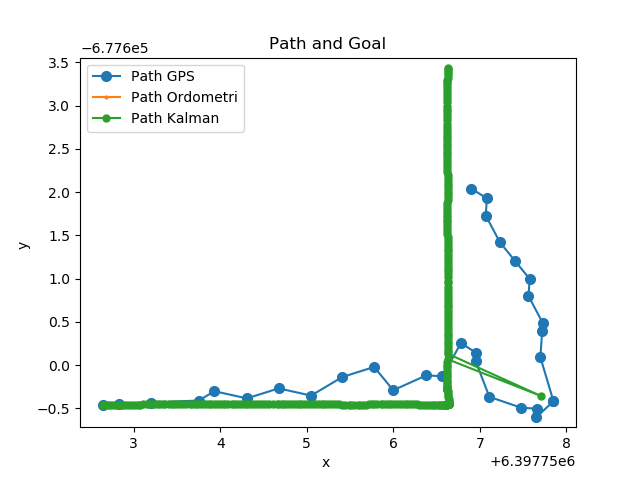 Path and Goal
−6.776e5
Path GPS
Path Ordometri
Path Kalman
3.5
3.0
2.5
2.0
1.5
1.0
0.5
0.0
−0.5
y
3 4 5 6 7 8
x
+6.39775e6